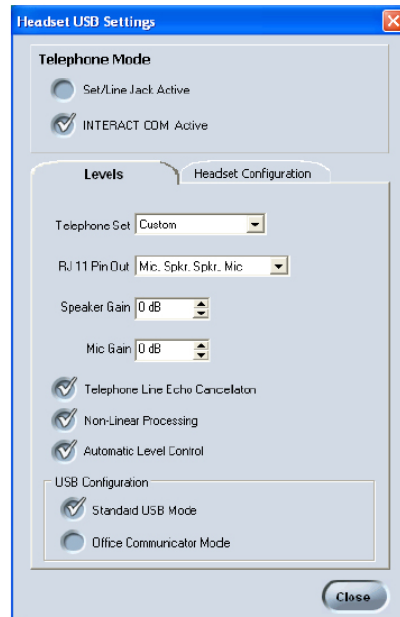 Headset USB Settings
Telephone Mode
Set/Line Jack Active
INTERACT COM Active
Levels
Headset Configuration
Telephone Set Custom
RJ 11 Pin Out Mic, Spkr, Spkr, Mic
Speaker Gain 0 dB
Mic Gain 0 dB
Telephone Line Echo Cancellaton
Non-Linear Processing
Automatic Level Control
USB Configuration
Standard USB Mode
Office Communicator Mode
Close